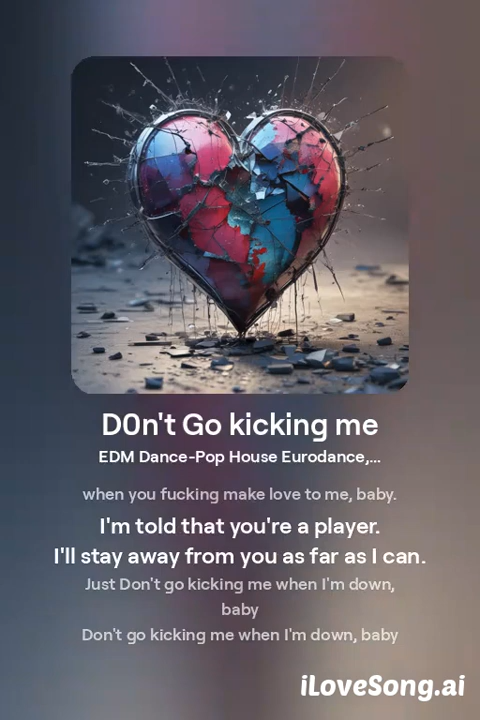 D0n't Go kicking me
EDM Dance-Pop House Eurodance,...
when you fucking make love to me, baby.
I'm told that you're a player.
I'll stay away from you as far as I can.
Just Don't go kicking me when I'm down,
baby
Don't go kicking me when I'm down, baby
iLoveSong.ai